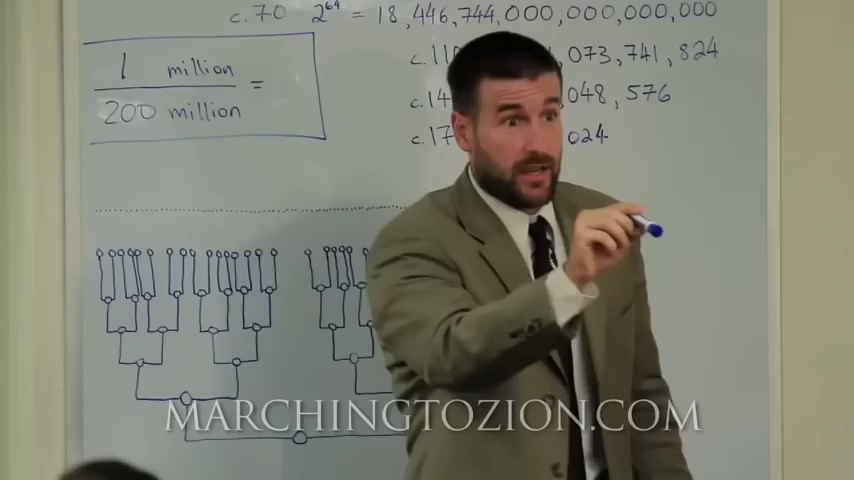 c.70 2^64 = 18,446,744,000,000,000,000
c.11 ,073,741,824
1 million
200 million =
c.14 ,048,576
c.17 024
MARCHINGTOZION.COM